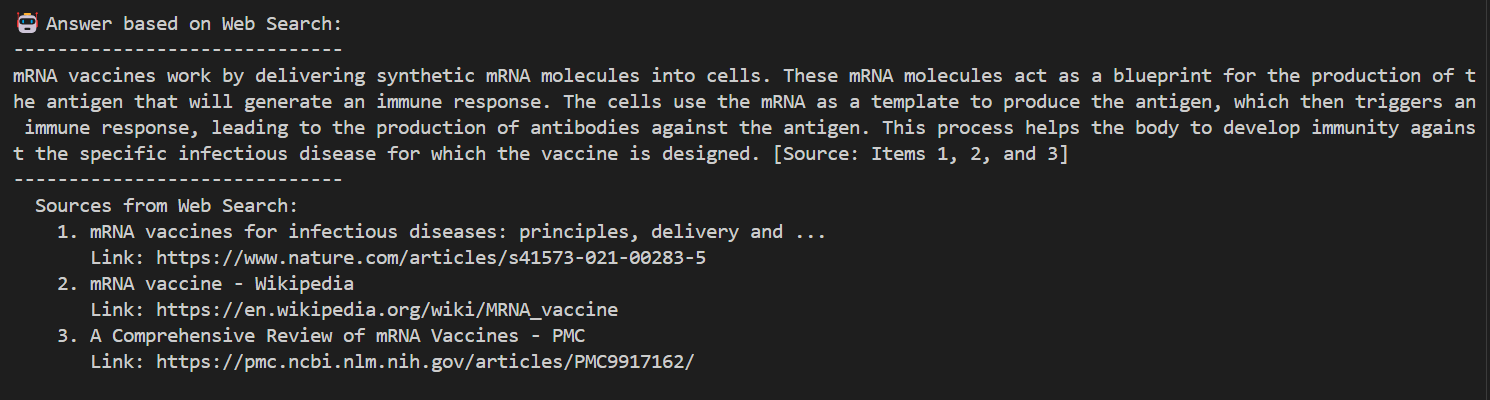 🤖 Answer based on Web Search:
------------------------------
mRNA vaccines work by delivering synthetic mRNA molecules into cells. These mRNA molecules act as a blueprint for the production of t
he antigen that will generate an immune response. The cells use the mRNA as a template to produce the antigen, which then triggers an
 immune response, leading to the production of antibodies against the antigen. This process helps the body to develop immunity agains
t the specific infectious disease for which the vaccine is designed. [Source: Items 1, 2, and 3]
------------------------------
  Sources from Web Search:
    1. mRNA vaccines for infectious diseases: principles, delivery and ...
       Link: https://www.nature.com/articles/s41573-021-00283-5
    2. mRNA vaccine - Wikipedia
       Link: https://en.wikipedia.org/wiki/MRNA_vaccine
    3. A Comprehensive Review of mRNA Vaccines - PMC
       Link: https://pmc.ncbi.nlm.nih.gov/articles/PMC9917162/